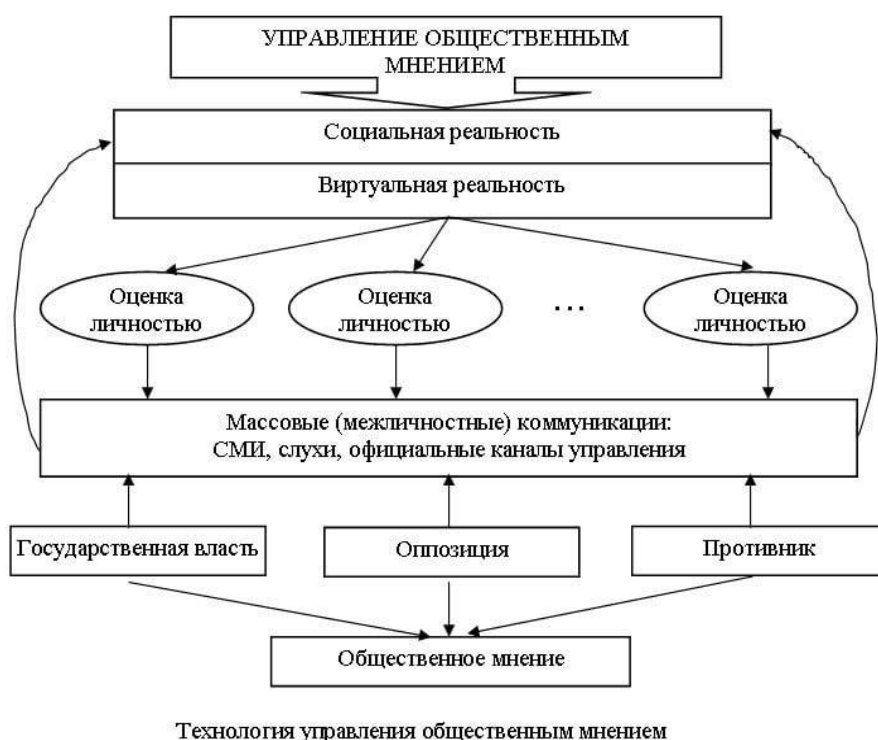 УПРАВЛЕНИЕ ОБЩЕСТВЕННЫМ
МНЕНИЕМ
Социальная реальность
Виртуальная реальность
Оценка
личностью
Оценка
личностью
...
Оценка
личностью
Массовые (межличностные) коммуникации:
СМИ, слухи, официальные каналы управления
Государственная власть
Оппозиция
Противник
Общественное мнение
Технология управления общественным мнением